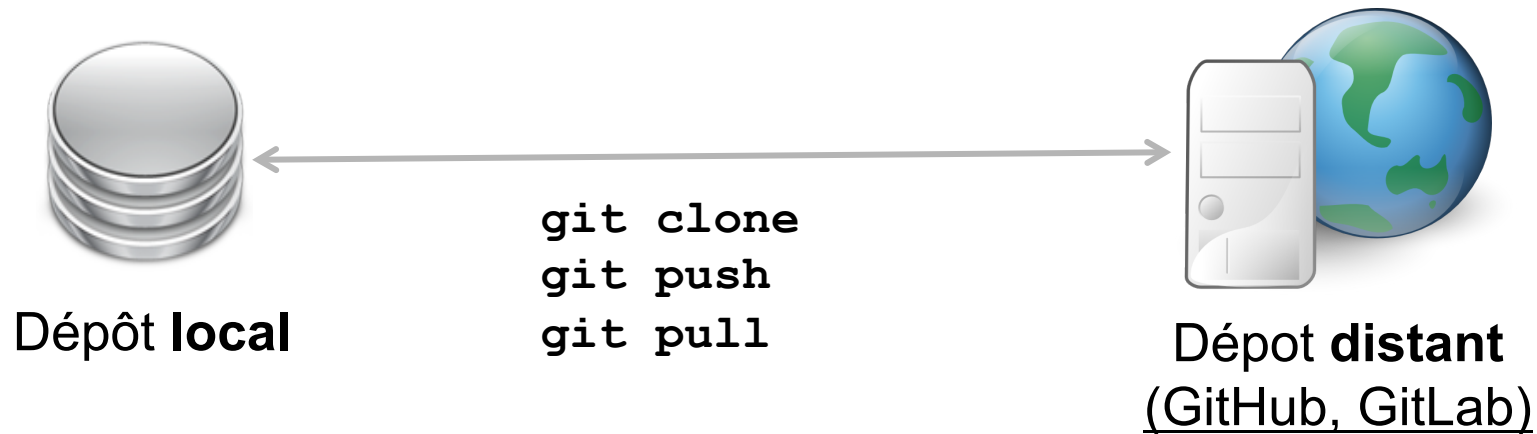 git clone
git push
git pull
Dépôt local
Dépot distant
(GitHub, GitLab)